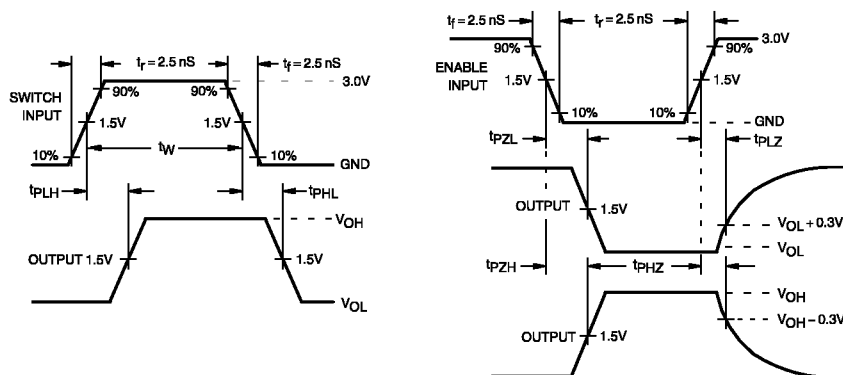 tr = 2.5 nS
tf = 2.5 nS
3.0V
SWITCH
INPUT
90%
90%
1.5V
1.5V
10%
tW
10%
GND
tPLH
tPHL
VOH
OUTPUT 1.5V
1.5V
VOL
tf = 2.5 nS
tr = 2.5 nS
3.0V
90%
90%
ENABLE
INPUT
1.5V
1.5V
10%
10%
GND
tPZL
tPLZ
OUTPUT
1.5V
VOL + 0.3V
VOL
tPZH
tPHZ
VOH
VOH − 0.3V
OUTPUT
1.5V